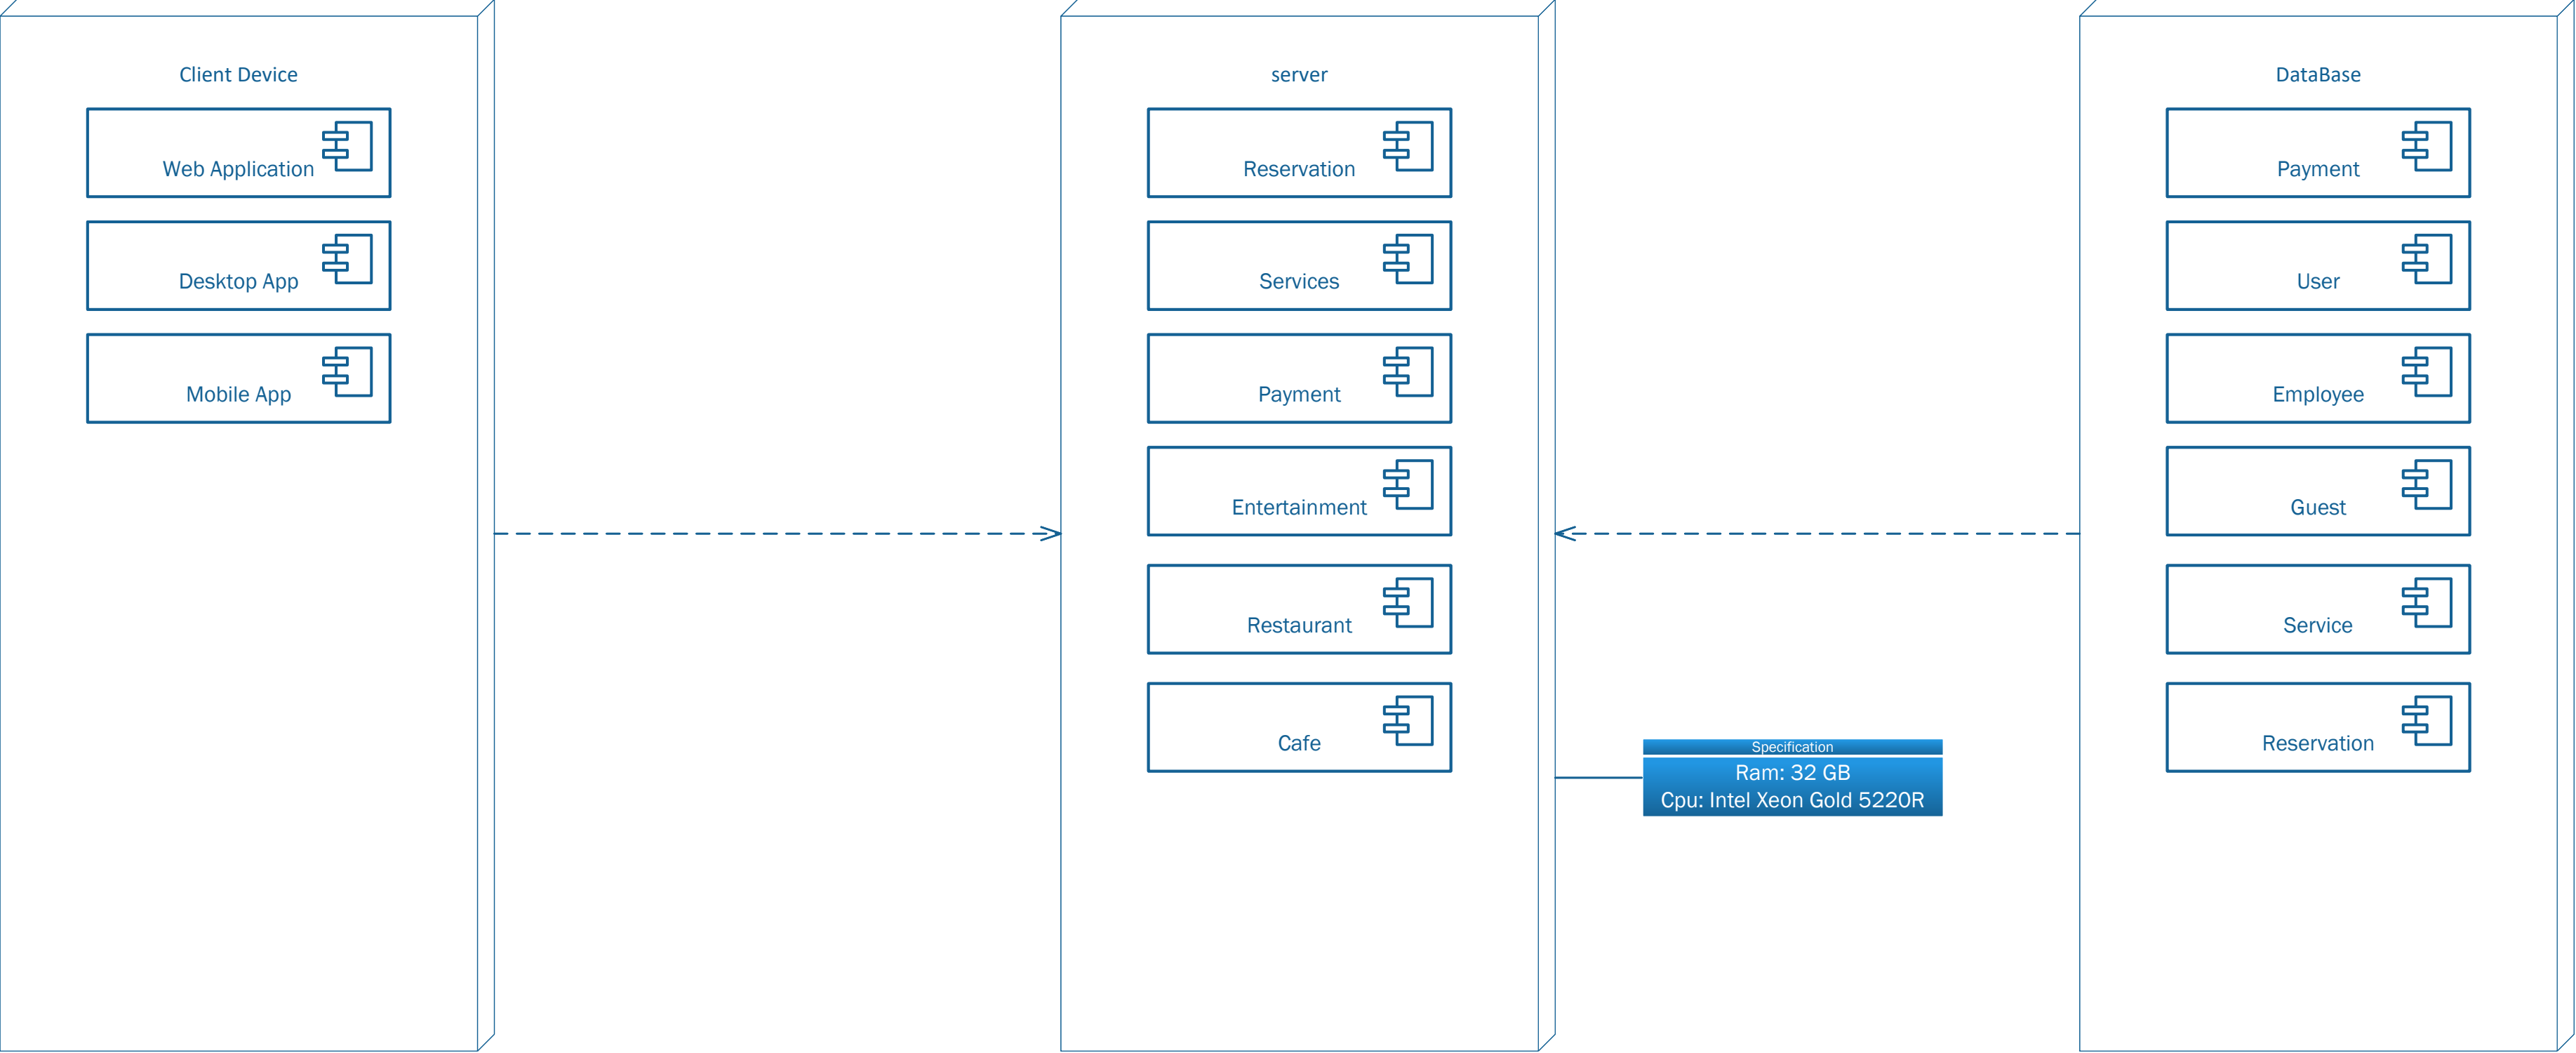 Client Device
Web Application
Desktop App
Mobile App
server
Reservation
Services
Payment
Entertainment
Restaurant
Cafe
Specification
Ram: 32 GB
Cpu: Intel Xeon Gold 5220R
DataBase
Payment
User
Employee
Guest
Service
Reservation